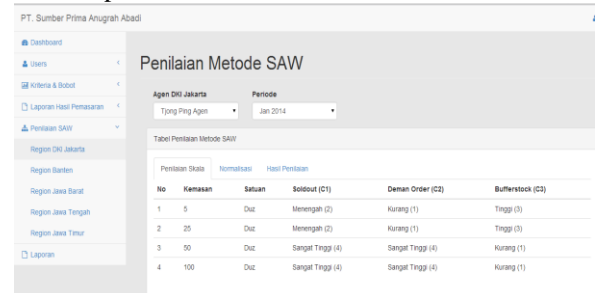 PT. Sumber Prima Anugrah Abadi
Dashboard
Users
Kriteria & Bobot
Laporan Hasil Pemasaran
Penilaian SAW
Region DKI Jakarta
Region Banten
Region Jawa Barat
Region Jawa Tengah
Region Jawa Timur
Laporan
Penilaian Metode SAW
Agen DKI Jakarta Periode
Tjong Ping Agen Jan 2014
Tabel Penilaian Metode SAW
Penilaian Skala Normalisasi Hasil Penilaian
No Kemasan Satuan Soldout (C1) Deman Order (C2) Bufferstock (C3)
1 5 Duz Menengah (2) Kurang (1) Tinggi (3)
2 25 Duz Menengah (2) Kurang (1) Tinggi (3)
3 50 Duz Sangat Tinggi (4) Sangat Tinggi (4) Kurang (1)
4 100 Duz Sangat Tinggi (4) Sangat Tinggi (4) Kurang (1)